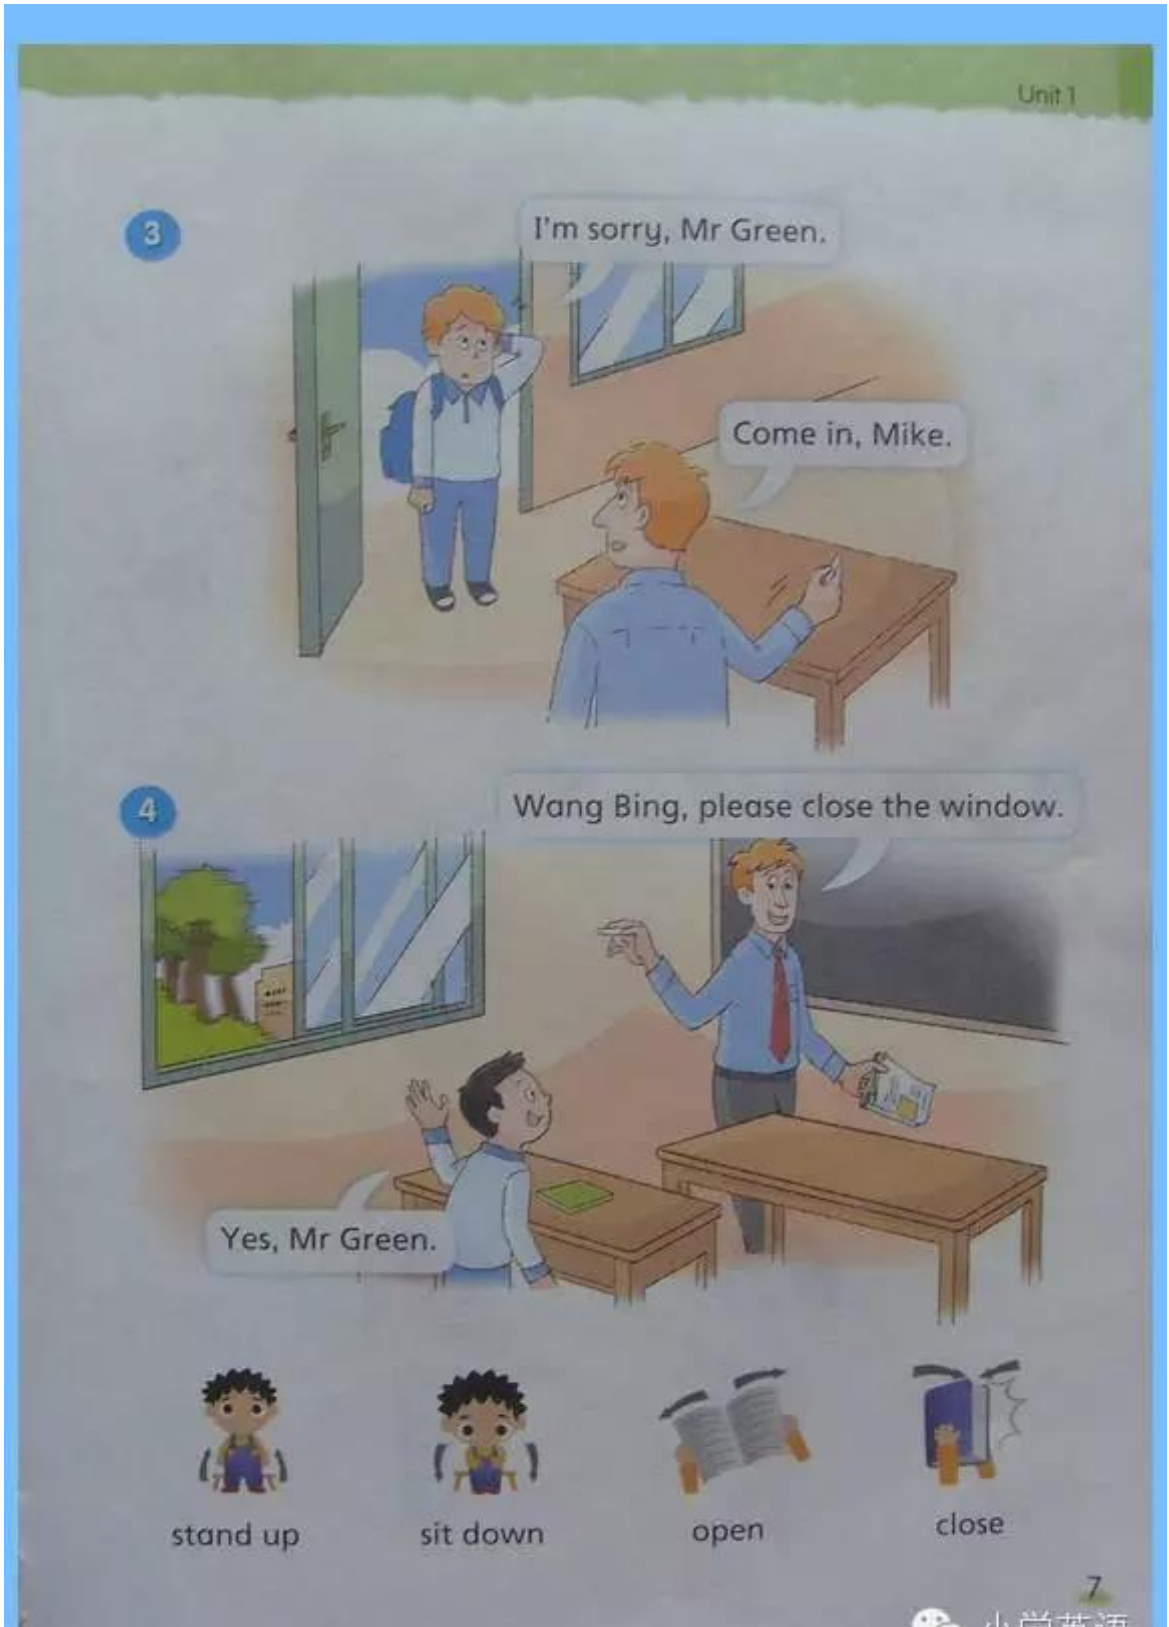 Unit 1
3
I'm sorry, Mr Green.
Come in, Mike.
4
Wang Bing, please close the window.
Yes, Mr Green.
stand up
sit down
open
close
7
小学英语